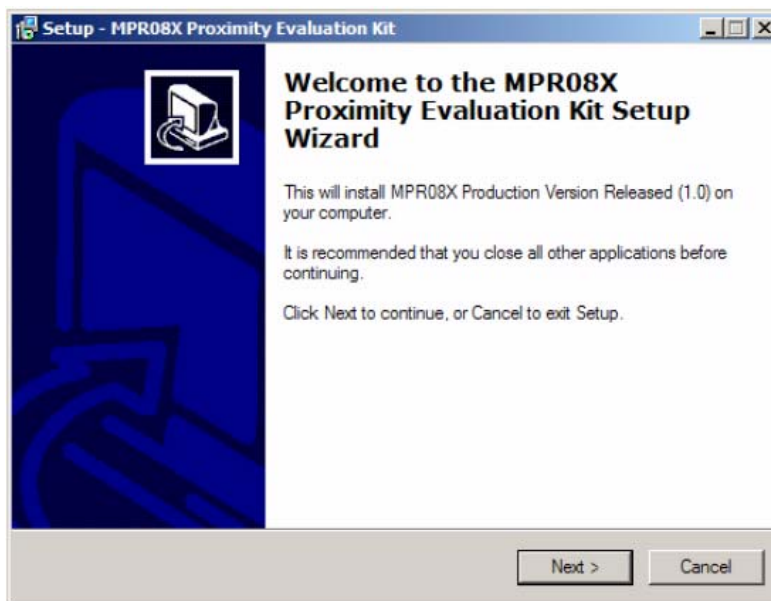 Setup - MPR08X Proximity Evaluation Kit
Welcome to the MPR08X
Proximity Evaluation Kit Setup
Wizard
This will install MPR08X Production Version Released (1.0) on
your computer.
It is recommended that you close all other applications before
continuing.
Click Next to continue, or Cancel to exit Setup.
Next >
Cancel